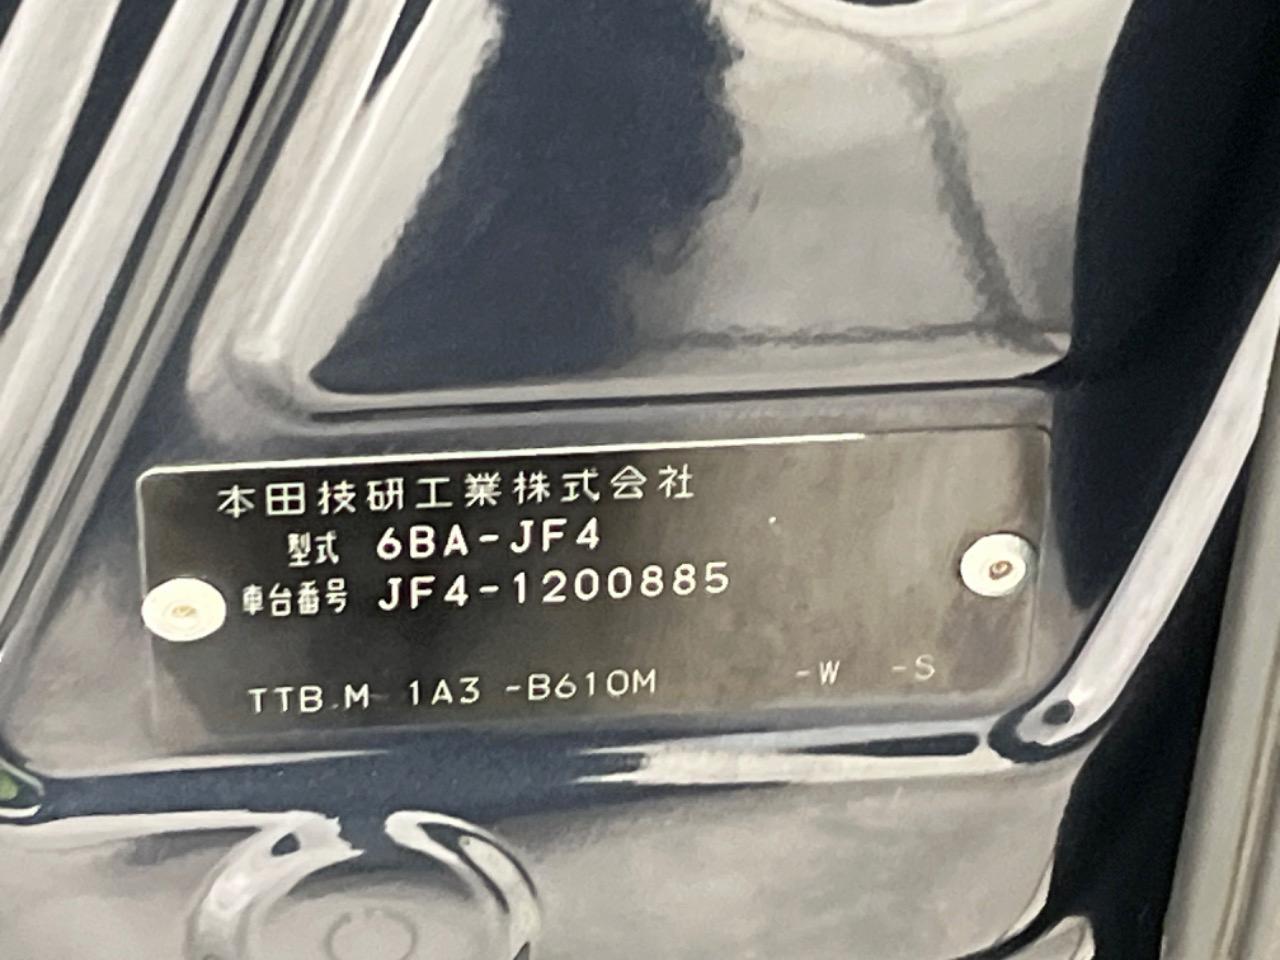 本田技研工業株式会社
型式 6BA-JF4
車台番号 JF4-1200885
TTB.M 1A3 -B610M -W -S